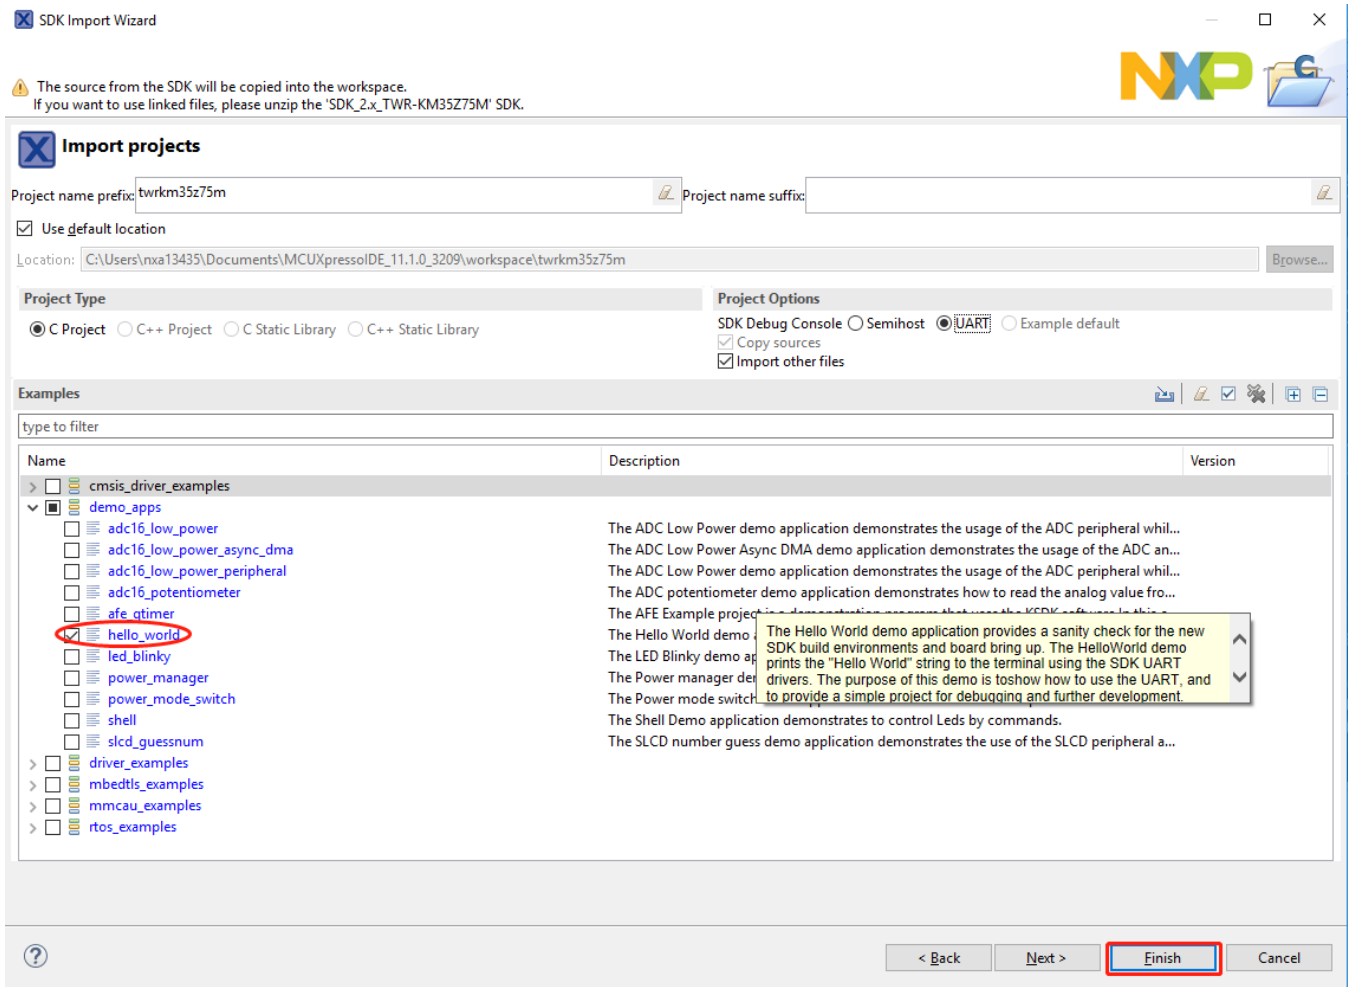 SDK Import Wizard
The source from the SDK will be copied into the workspace.
If you want to use linked files, please unzip the 'SDK_2.x_TWR-KM35Z75M' SDK.
NXP
C
X Import projects
Project name prefix: twrkm35z75m Project name suffix:
Use default location
Location: C:\Users\nxa13435\Documents\MCUXpressoIDE_11.1.0_3209\workspace\twrkm35z75m Browse...
Project Type Project Options
C Project C++ Project C Static Library C++ Static Library SDK Debug Console Semihost UART Example default
Copy sources
Import other files
Examples
type to filter
Name Description Version
cmsis_driver_examples
demo_apps
adc16_low_power The ADC Low Power demo application demonstrates the usage of the ADC peripheral whil...
adc16_low_power_async_dma The ADC Low Power Async DMA demo application demonstrates the usage of the ADC an...
adc16_low_power_peripheral The ADC Low Power demo application demonstrates the usage of the ADC peripheral whil...
adc16_potentiometer The ADC potentiometer demo application demonstrates how to read the analog value fro...
afe_qtimer The AFE Example project is a demonstration program that uses the KSDK software In this
hello_world The Hello World demo
led_blinky The LED Blinky demo ap
power_manager The Power manager der
power_mode_switch The Power mode switch
The Hello World demo application provides a sanity check for the new
SDK build environments and board bring up. The HelloWorld demo
prints the "Hello World" string to the terminal using the SDK UART
drivers. The purpose of this demo is toshow how to use the UART, and
to provide a simple project for debugging and further development.
shell The Shell Demo application demonstrates to control Leds by commands.
slcd_guessnum The SLCD number guess demo application demonstrates the use of the SLCD peripheral a...
driver_examples
mbedtls_examples
mmcau_examples
rtos_examples
? < Back Next > Finish Cancel